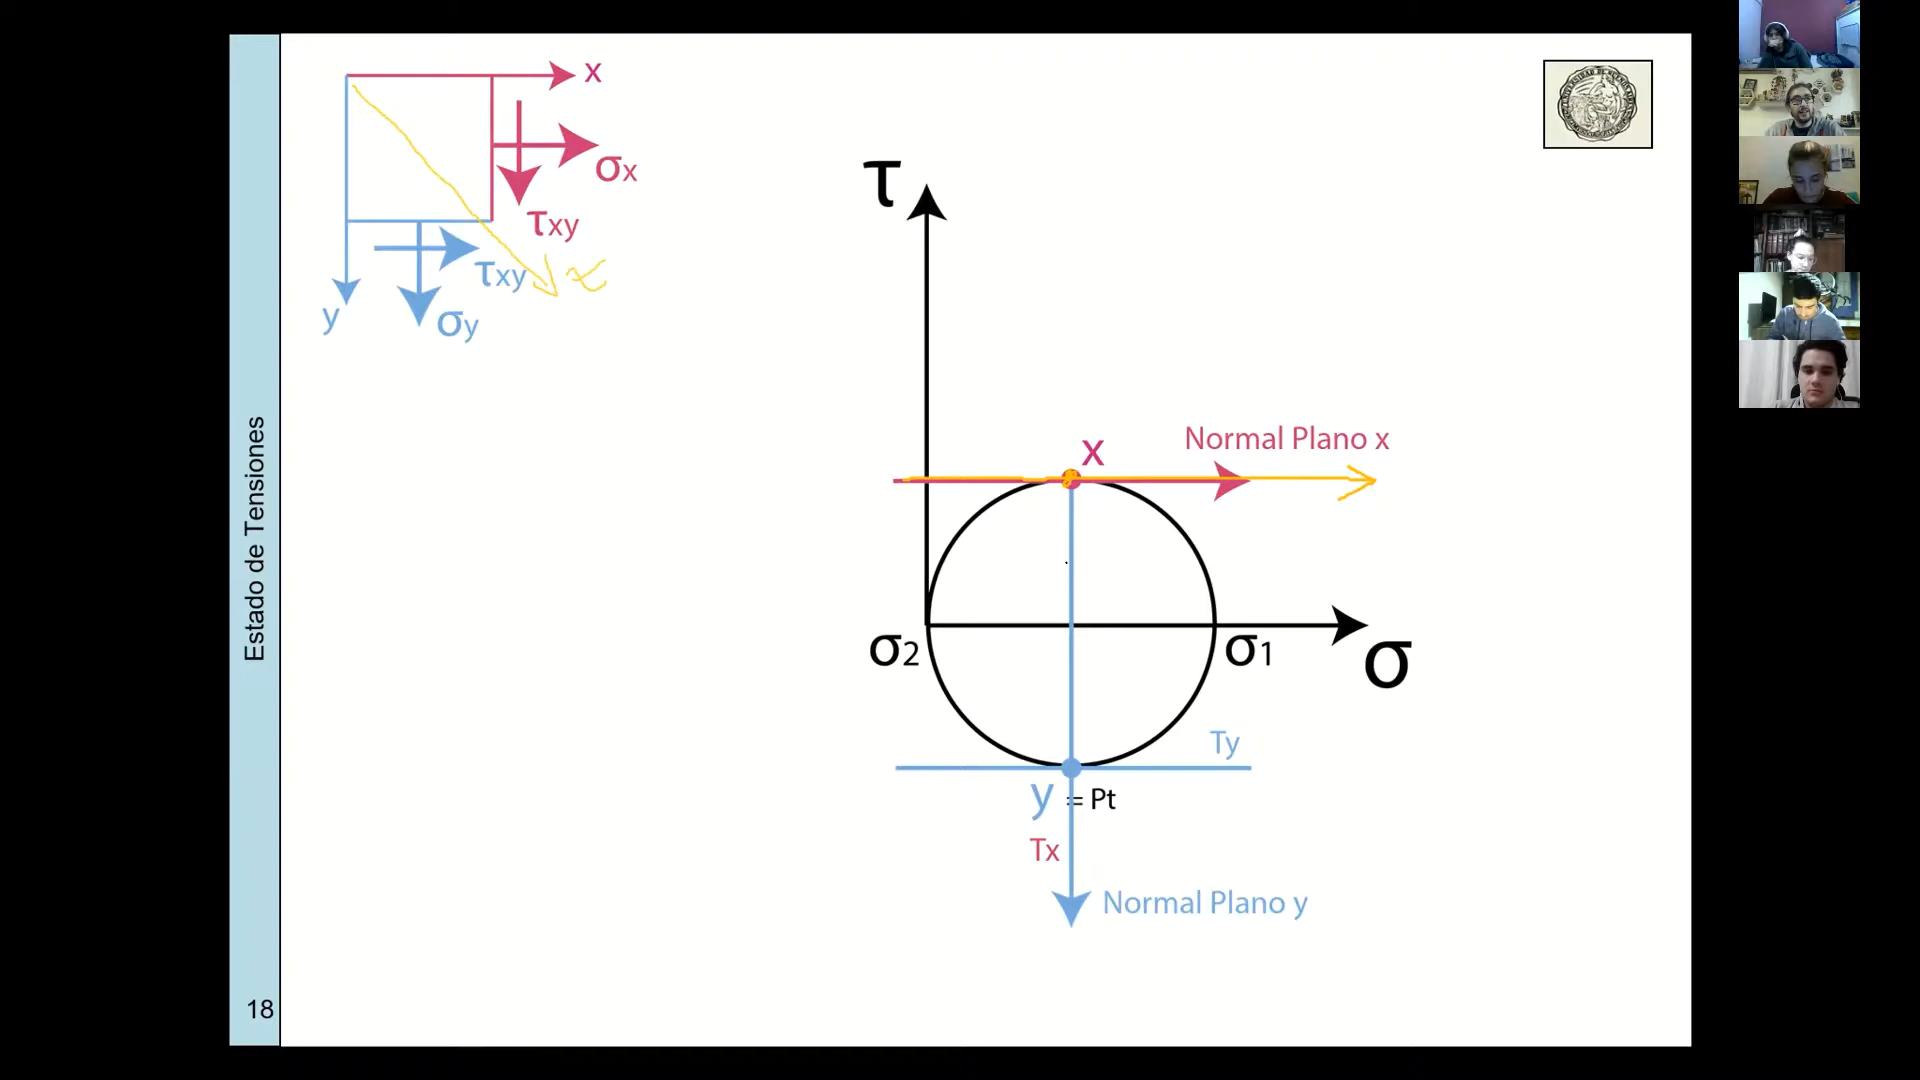 x
σx
τxy
τxy
σy
y
τ
x
Normal Plano x
σ2
σ1
σ
Ty
y = Pt
Tx
Normal Plano y
Estado de Tensiones
18